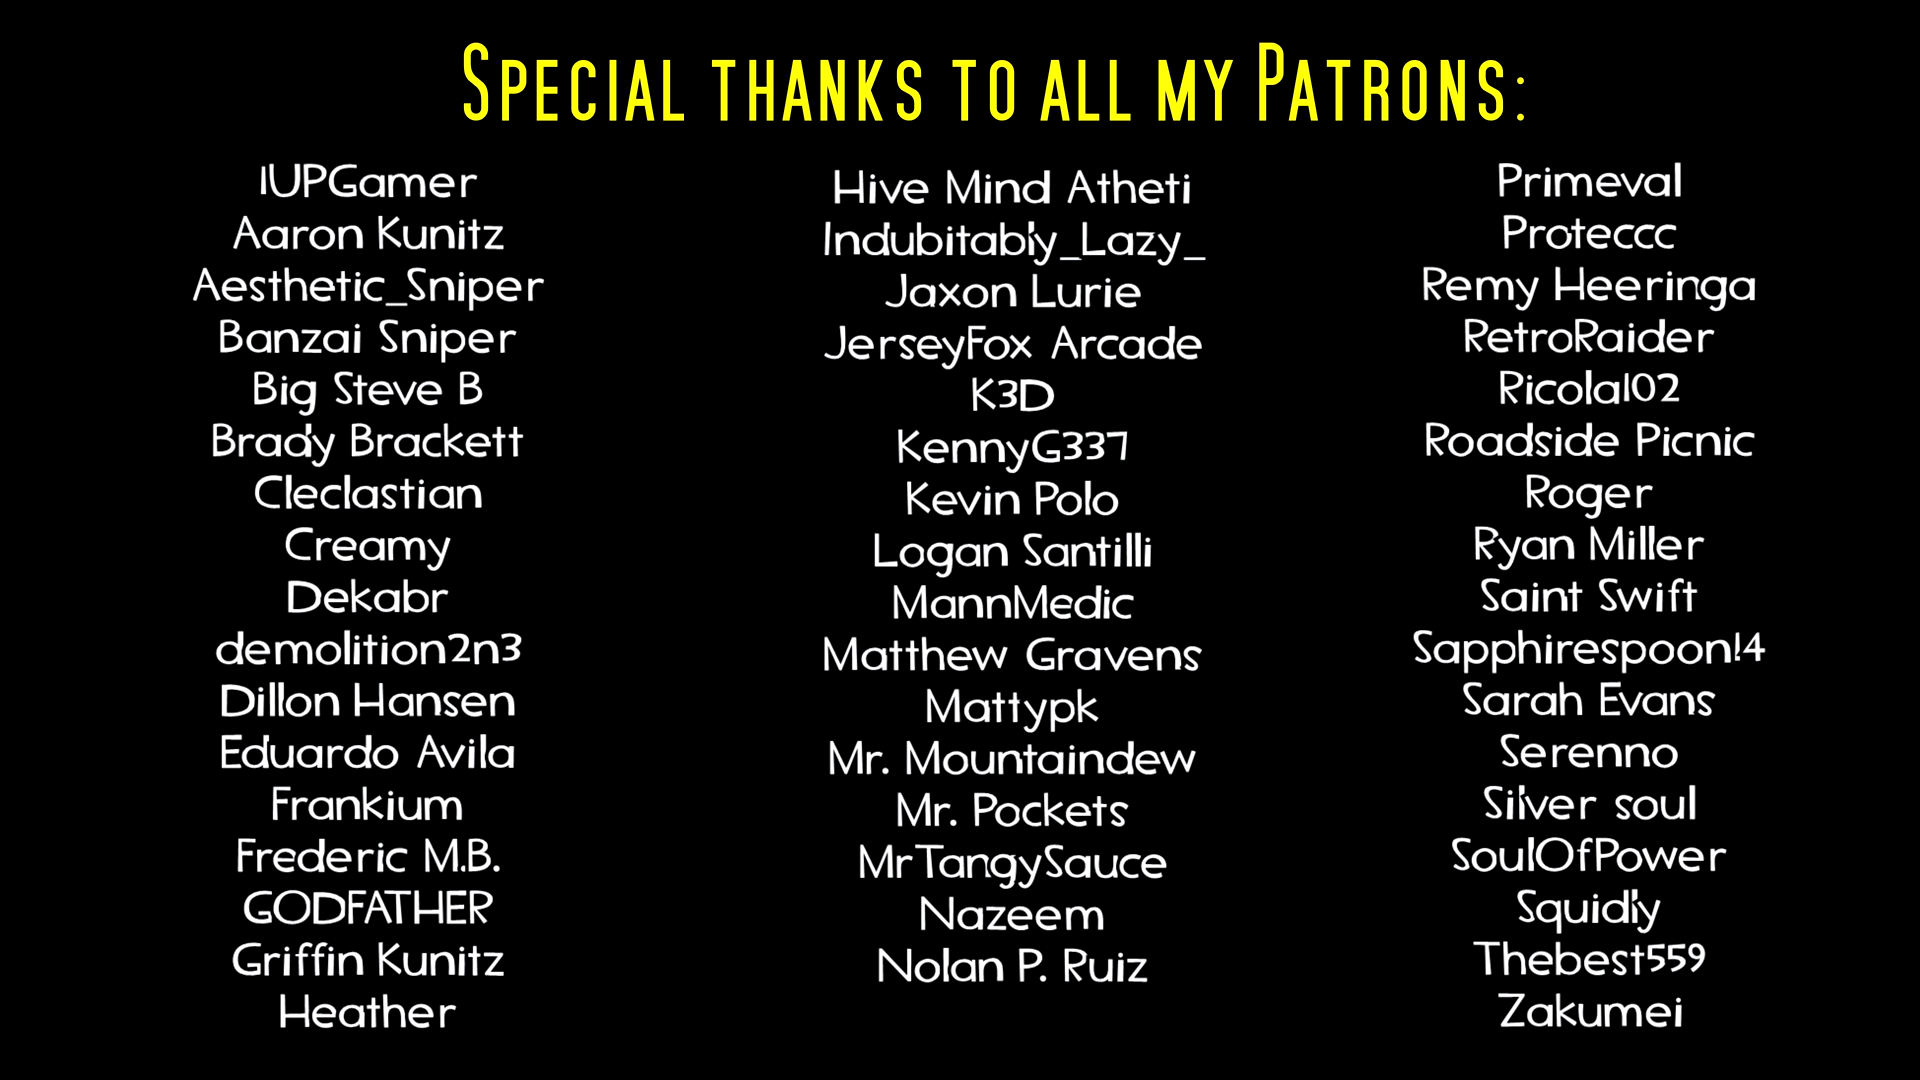 Special thanks to all my Patrons:
1UPGamer
Aaron Kunitz
Aesthetic_Sniper
Banzai Sniper
Big Steve B
Brady Brackett
Cleclastian
Creamy
Dekabr
demolition2n3
Dillon Hansen
Eduardo Avila
Frankium
Frederic M.B.
GODFATHER
Griffin Kunitz
Heather
Hive Mind Atheti
Indubitably_Lazy_
Jaxon Lurie
JerseyFox Arcade
K3D
KennyG337
Kevin Polo
Logan Santilli
MannMedic
Matthew Gravens
Mattypk
Mr. Mountaindew
Mr. Pockets
MrTangySauce
Nazeem
Nolan P. Ruiz
Primeval
Proteccc
Remy Heeringa
RetroRaider
Ricola102
Roadside Picnic
Roger
Ryan Miller
Saint Swift
Sapphirespoon14
Sarah Evans
Serenno
Silver soul
SoulOfPower
Squidly
Thebest559
Zakumei